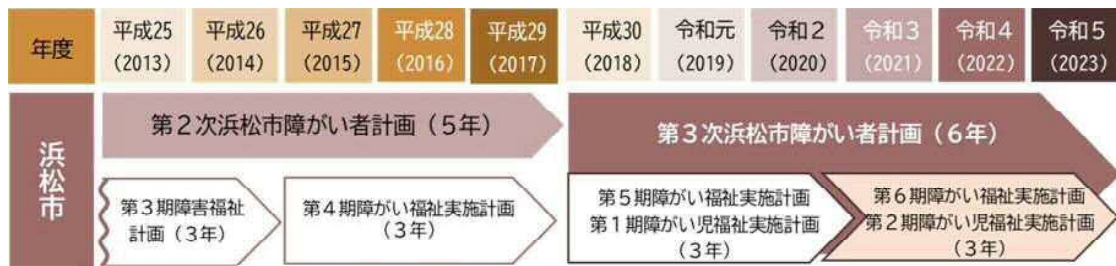 年度
平成25
(2013)
平成26
(2014)
平成27
(2015)
平成28
(2016)
平成29
(2017)
平成30
(2018)
令和元
(2019)
令和2
(2020)
令和3
(2021)
令和4
(2022)
令和5
(2023)
浜松市
第2次浜松市障がい者計画(5年)
第3次浜松市障がい者計画(6年)
第3期障害福祉
計画(3年)
第4期障がい福祉実施計画
(3年)
第5期障がい福祉実施計画
第1期障がい児福祉実施計画
(3年)
第6期障がい福祉実施計画
第2期障がい児福祉実施計画
(3年)